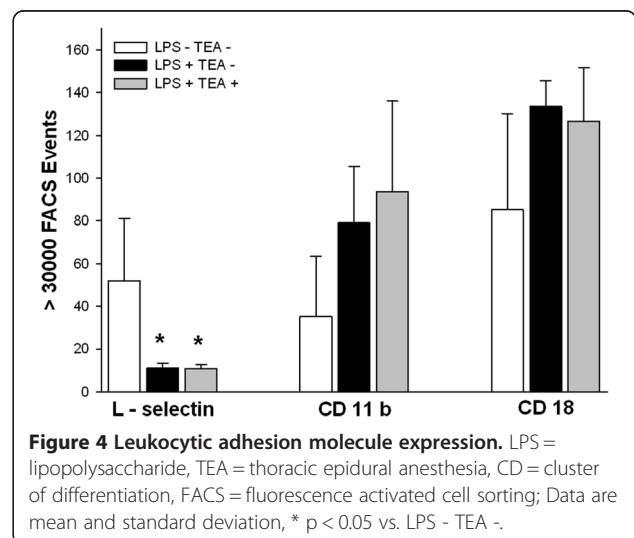 LPS - TEA -
LPS + TEA -
LPS + TEA +
> 30000 FACS Events
160
140
120
100
80
60
40
20
0
* *
L - selectin CD 11 b CD 18
Figure 4 Leukocytic adhesion molecule expression. LPS =
lipopolysaccharide, TEA = thoracic epidural anesthesia, CD = cluster
of differentiation, FACS = fluorescence activated cell sorting; Data are
mean and standard deviation, * p < 0.05 vs. LPS - TEA -.